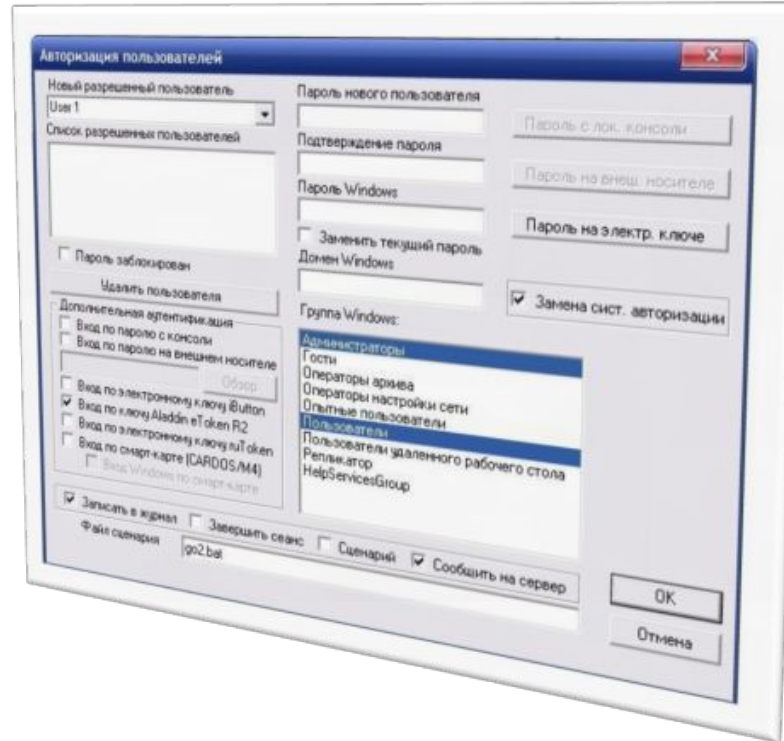 Авторизация пользователей
Новый разрешенный пользователь
User1
Список разрешенных пользователей
Пароль заблокирован
Удалить пользователя
Дополнительная аутентификация
Вход по паролю с консоли
Вход по паролю на внешнем носителе
Обзор
Вход по электронному ключу iButton
Вход по ключу Aladdin eToken R2
Вход по электронному ключу ruToken
Вход по смарт-карте (CARDOS/M4)
Вход Windows по смарт-карте
Пароль нового пользователя
Подтверждение пароля
Пароль Windows
Заменить текущий пароль
Домен Windows
Группа Windows:
Администраторы
Гости
Операторы архива
Операторы настройки сети
Опытные пользователи
Пользователи
Пользователи удаленного рабочего стола
Репликатор
HelpServicesGroup
Пароль с лок. консоли
Пароль на внеш. носителе
Пароль на электр. ключе
Замена сист. авторизации
Записать в журнал
Завершить сеанс
Сценарий
Сообщить на сервер
Файл сценария
go2.bat
OK
Отмена